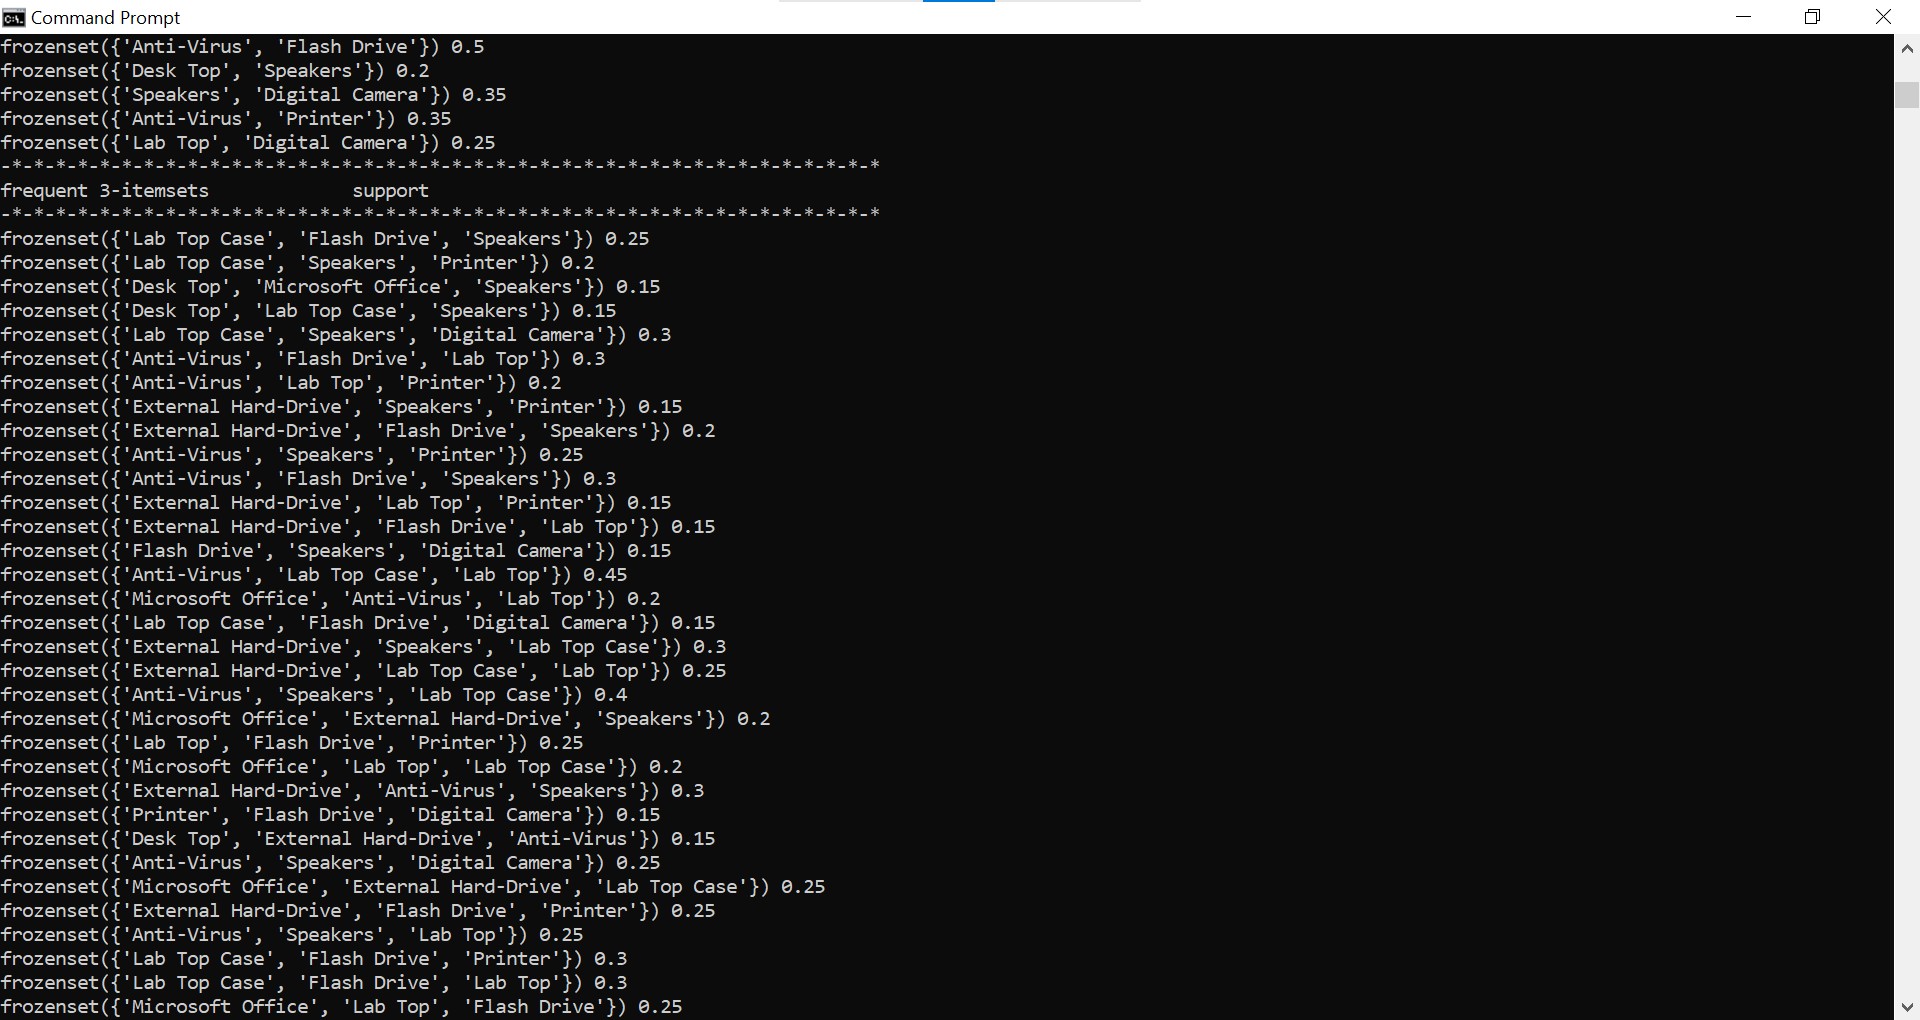 Command Prompt
frozenset({'Anti-Virus', 'Flash Drive'}) 0.5
frozenset({'Desk Top', 'Speakers'}) 0.2
frozenset({'Speakers', 'Digital Camera'}) 0.35
frozenset({'Anti-Virus', 'Printer'}) 0.35
frozenset({'Lab Top', 'Digital Camera'}) 0.25
-*-*-*-*-*-*-*-*-*-*-*-*-*-*-*-*-*-*-*-*-*-*-*-*-*-*-*-*-*-*-*-*-*-*-*-*-*-*-*-*
frequent 3-itemsets             support
-*-*-*-*-*-*-*-*-*-*-*-*-*-*-*-*-*-*-*-*-*-*-*-*-*-*-*-*-*-*-*-*-*-*-*-*-*-*-*-*
frozenset({'Lab Top Case', 'Flash Drive', 'Speakers'}) 0.25
frozenset({'Lab Top Case', 'Speakers', 'Printer'}) 0.2
frozenset({'Desk Top', 'Microsoft Office', 'Speakers'}) 0.15
frozenset({'Desk Top', 'Lab Top Case', 'Speakers'}) 0.15
frozenset({'Lab Top Case', 'Speakers', 'Digital Camera'}) 0.3
frozenset({'Anti-Virus', 'Flash Drive', 'Lab Top'}) 0.3
frozenset({'Anti-Virus', 'Lab Top', 'Printer'}) 0.2
frozenset({'External Hard-Drive', 'Speakers', 'Printer'}) 0.15
frozenset({'External Hard-Drive', 'Flash Drive', 'Speakers'}) 0.2
frozenset({'Anti-Virus', 'Speakers', 'Printer'}) 0.25
frozenset({'Anti-Virus', 'Flash Drive', 'Speakers'}) 0.3
frozenset({'External Hard-Drive', 'Lab Top', 'Printer'}) 0.15
frozenset({'External Hard-Drive', 'Flash Drive', 'Lab Top'}) 0.15
frozenset({'Flash Drive', 'Speakers', 'Digital Camera'}) 0.15
frozenset({'Anti-Virus', 'Lab Top Case', 'Lab Top'}) 0.45
frozenset({'Microsoft Office', 'Anti-Virus', 'Lab Top'}) 0.2
frozenset({'Lab Top Case', 'Flash Drive', 'Digital Camera'}) 0.15
frozenset({'External Hard-Drive', 'Speakers', 'Lab Top Case'}) 0.3
frozenset({'External Hard-Drive', 'Lab Top Case', 'Lab Top'}) 0.25
frozenset({'Anti-Virus', 'Speakers', 'Lab Top Case'}) 0.4
frozenset({'Microsoft Office', 'External Hard-Drive', 'Speakers'}) 0.2
frozenset({'Lab Top', 'Flash Drive', 'Printer'}) 0.25
frozenset({'Microsoft Office', 'Lab Top', 'Lab Top Case'}) 0.2
frozenset({'External Hard-Drive', 'Anti-Virus', 'Speakers'}) 0.3
frozenset({'Printer', 'Flash Drive', 'Digital Camera'}) 0.15
frozenset({'Desk Top', 'External Hard-Drive', 'Anti-Virus'}) 0.15
frozenset({'Anti-Virus', 'Speakers', 'Digital Camera'}) 0.25
frozenset({'Microsoft Office', 'External Hard-Drive', 'Lab Top Case'}) 0.25
frozenset({'External Hard-Drive', 'Flash Drive', 'Printer'}) 0.25
frozenset({'Anti-Virus', 'Speakers', 'Lab Top'}) 0.25
frozenset({'Lab Top Case', 'Flash Drive', 'Printer'}) 0.3
frozenset({'Lab Top Case', 'Flash Drive', 'Lab Top'}) 0.3
frozenset({'Microsoft Office', 'Lab Top', 'Flash Drive'}) 0.25